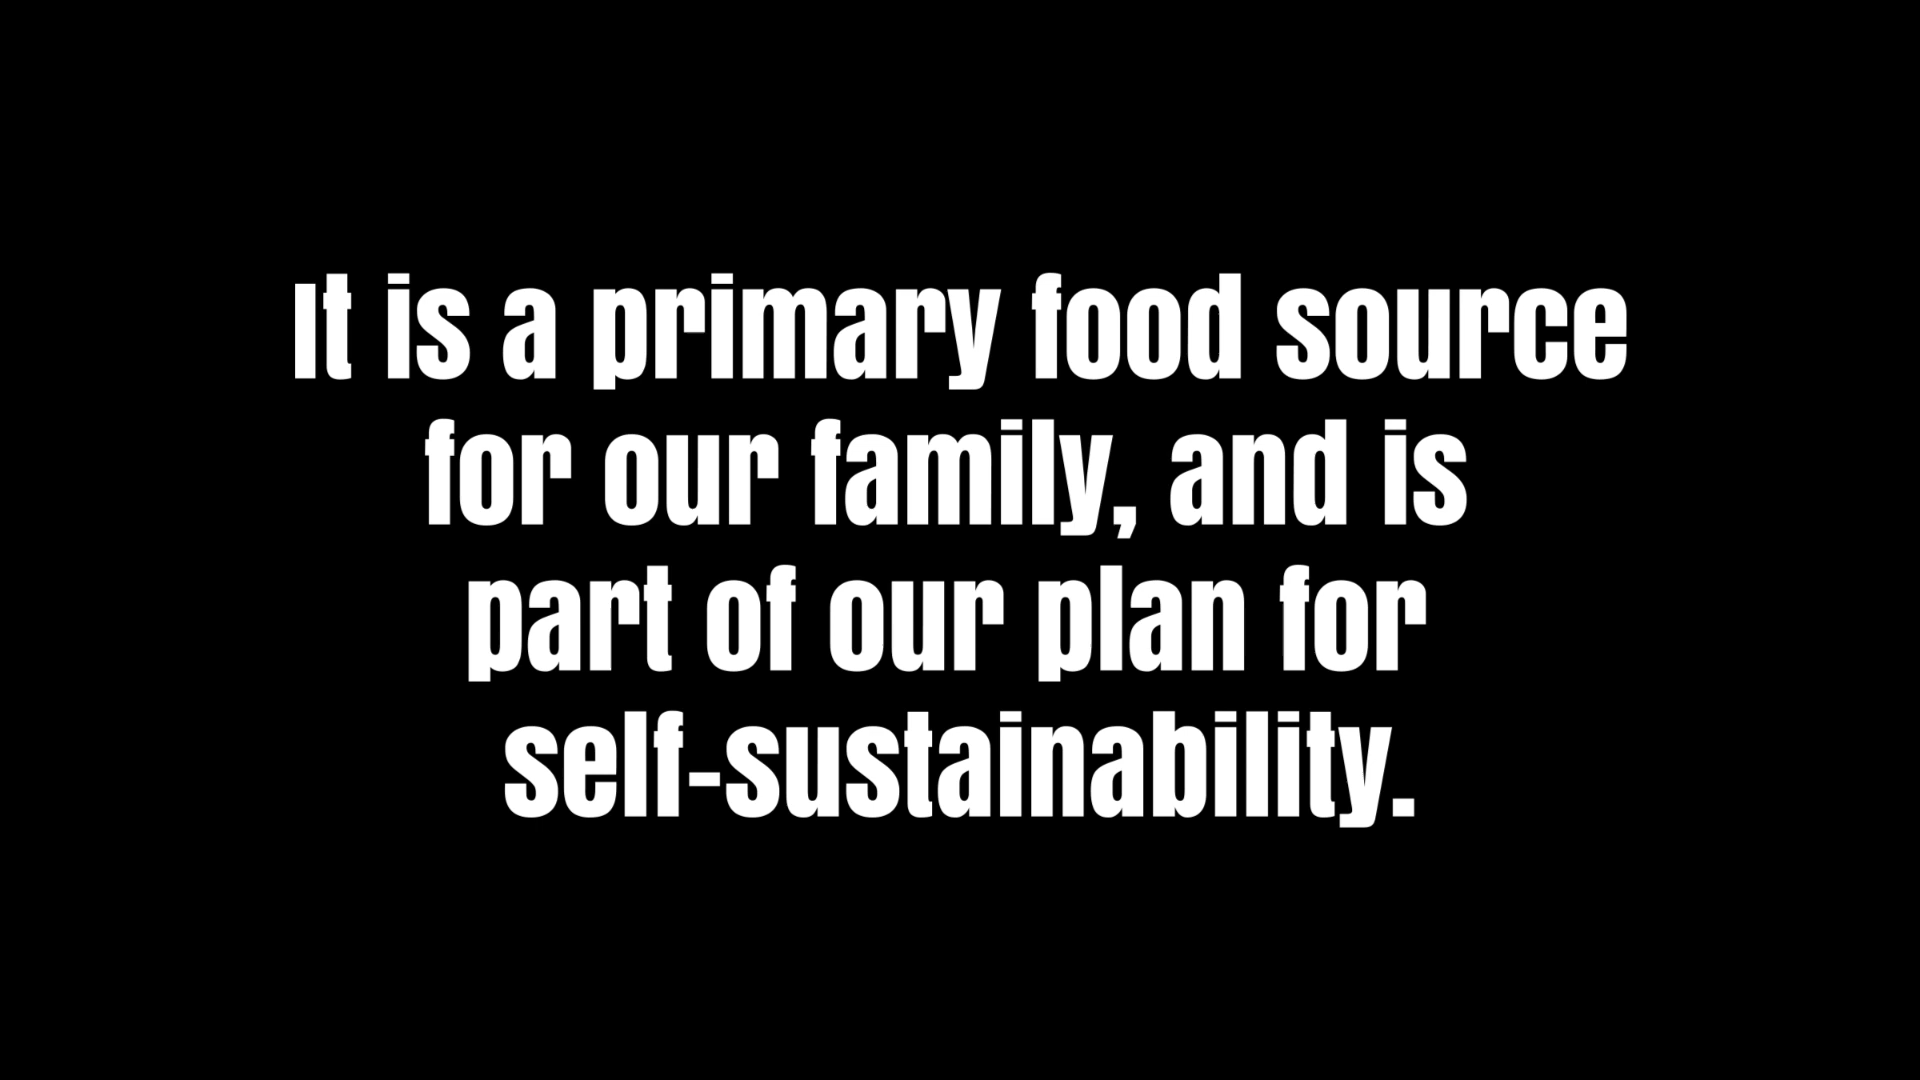 It is a primary food source
for our family, and is
part of our plan for
self-sustainability.